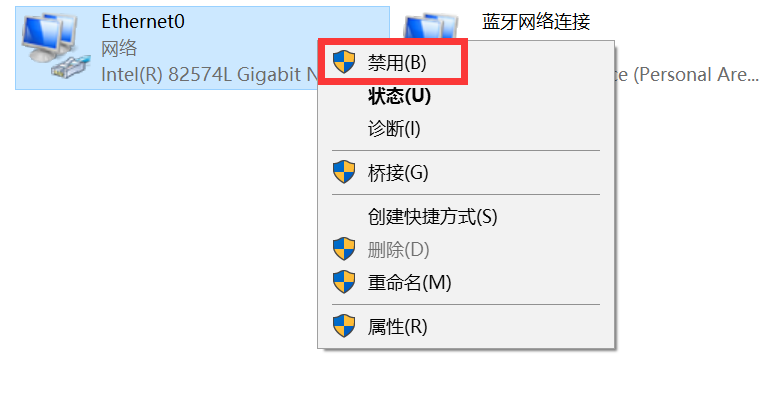 Ethernet0
网络
Intel(R) 82574L Gigabit
蓝牙网络连接
(Personal Are...
禁用(B)
状态(U)
诊断(I)
桥接(G)
创建快捷方式(S)
删除(D)
重命名(M)
属性(R)